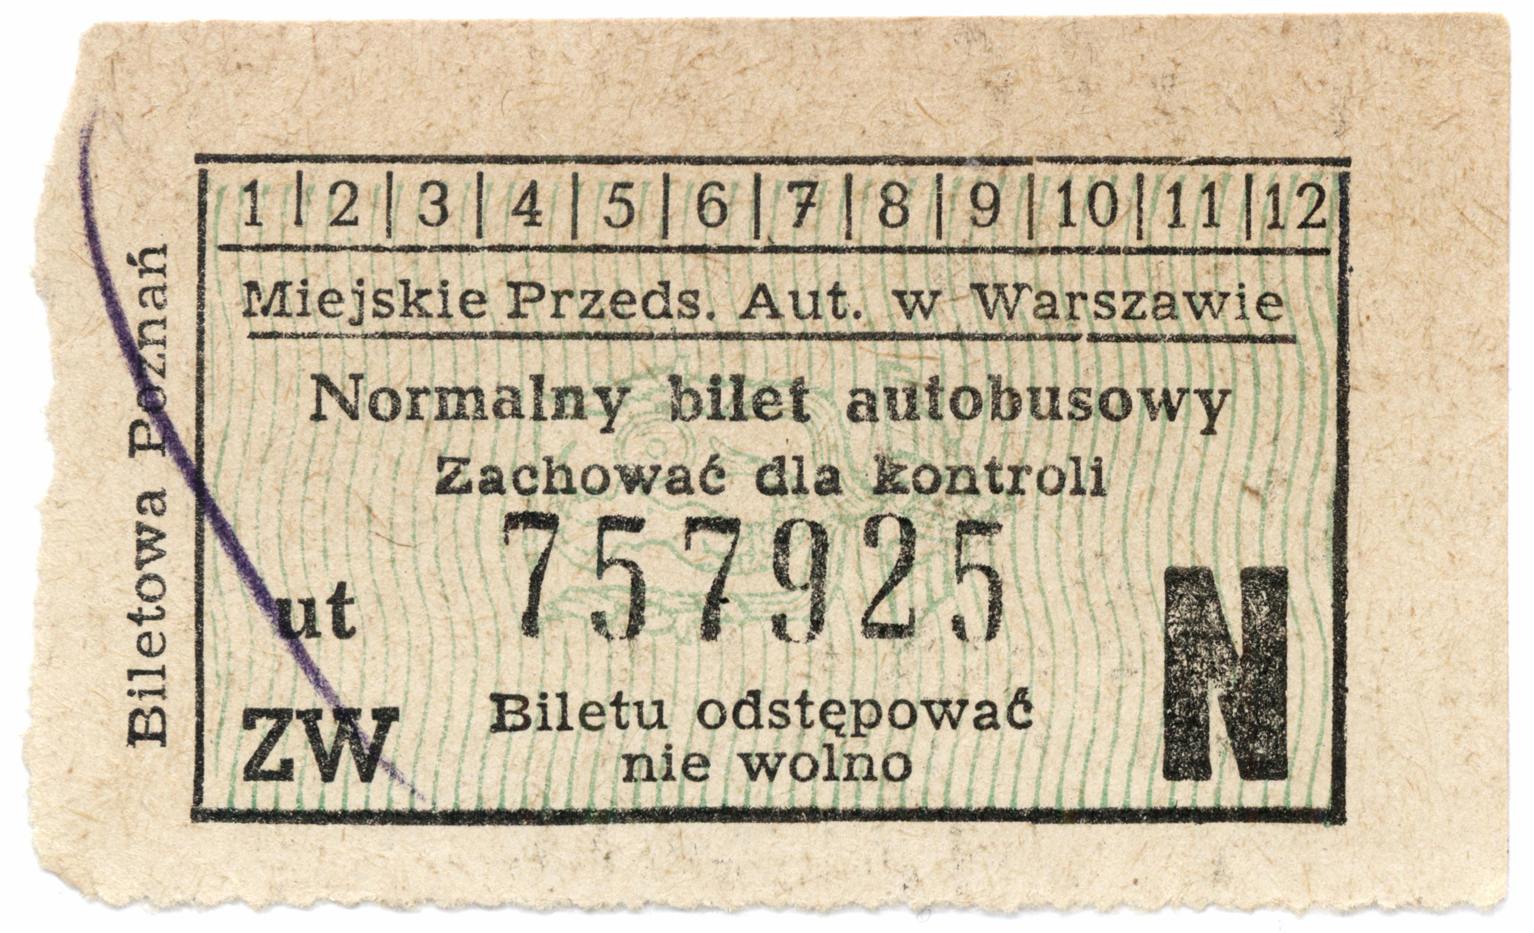 1 | 2 | 3 | 4 | 5 | 6 | 7 | 8 | 9 | 10 | 11 | 12
Miejskie Przeds. Aut. w Warszawie
Normalny bilet autobusowy
Zachować dla kontroli
757925
ut
N
ZW
Biletu odstępować
nie wolno
Biletowa Poznań